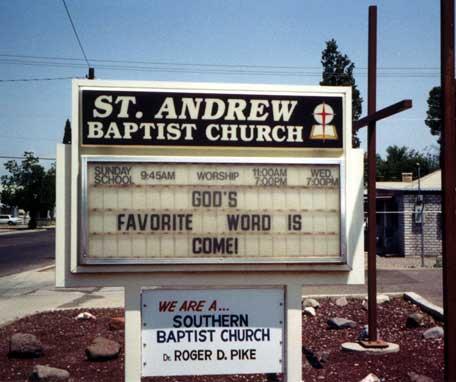 ST. ANDREW
BAPTIST CHURCH
SUNDAY SCHOOL 9:45AM WORSHIP 11:00AM 7:00PM WED. 7:00PM
GOD'S
FAVORITE WORD IS
COME!
WE ARE A...
SOUTHERN
BAPTIST CHURCH
Dr. ROGER D. PIKE